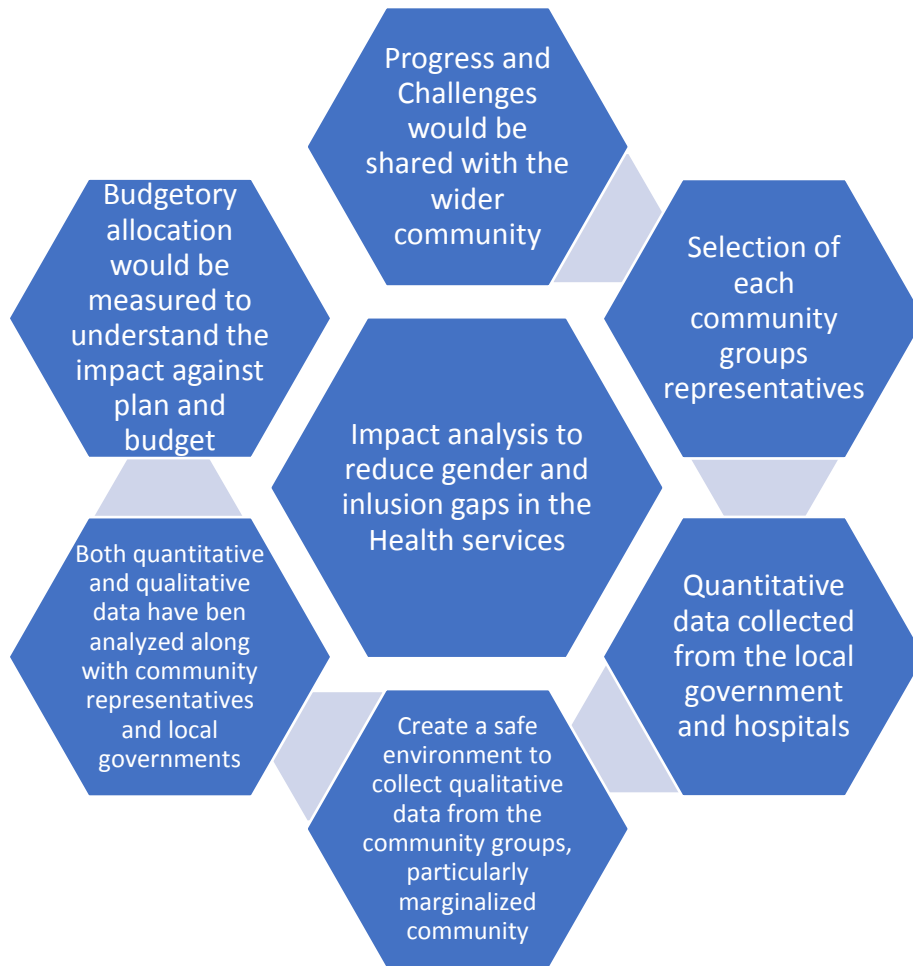 Progress and
Challenges
would be
shared with the
wider
community
Selection of
each
community
groups
representatives
Quantitative
data collected
from the local
government
and hospitals
Create a safe
environment to
collect qualitative
data from the
community groups,
particularly
marginalized
community
Both quantitative
and qualitative
data have ben
analyzed along
with community
representatives
and local
governments
Budgetory
allocation
would be
measured to
understand the
impact against
plan and
budget
Impact analysis to
reduce gender and
inlusion gaps in the
Health services